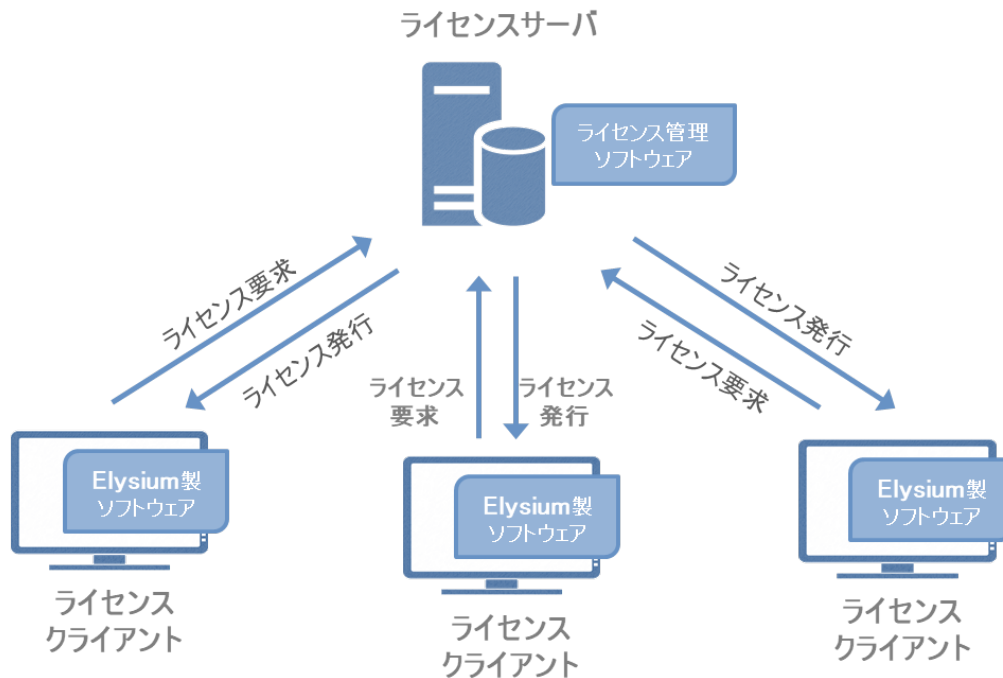 ライセンスサーバ
ライセンス管理
ソフトウェア
ライセンス要求
ライセンス発行
ライセンス
要求
ライセンス
発行
ライセンス発行
ライセンス要求
Elysium製
ソフトウェア
ライセンス
クライアント
Elysium製
ソフトウェア
ライセンス
クライアント
Elysium製
ソフトウェア
ライセンス
クライアント